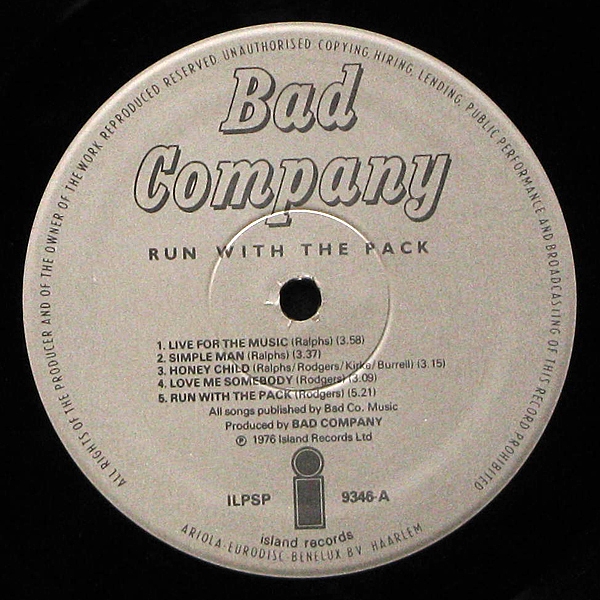 ALL RIGHTS OF THE PRODUCER AND OF THE OWNER OF THE WORK REPRODUCED RESERVED. UNAUTHORISED COPYING, HIRING, LENDING, PUBLIC PERFORMANCE AND BROADCASTING OF THIS RECORD PROHIBITED
Bad
Company
RUN WITH THE PACK
1. LIVE FOR THE MUSIC (Ralphs) (3.58)
2. SIMPLE MAN (Ralphs) (3.37)
3. HONEY CHILD (Ralphs/Rodgers/Kirke/Burrell) (3.15)
4. LOVE ME SOMEBODY (Rodgers) (3:09)
5. RUN WITH THE PACK (Rodgers) (5.21)
All songs published by Bad Co. Music
Produced by BAD COMPANY
℗ 1976 Island Records Ltd
ILPSP 9346-A
island records
ARIOLA-EURODISC-BENELUX B.V. HAARLEM